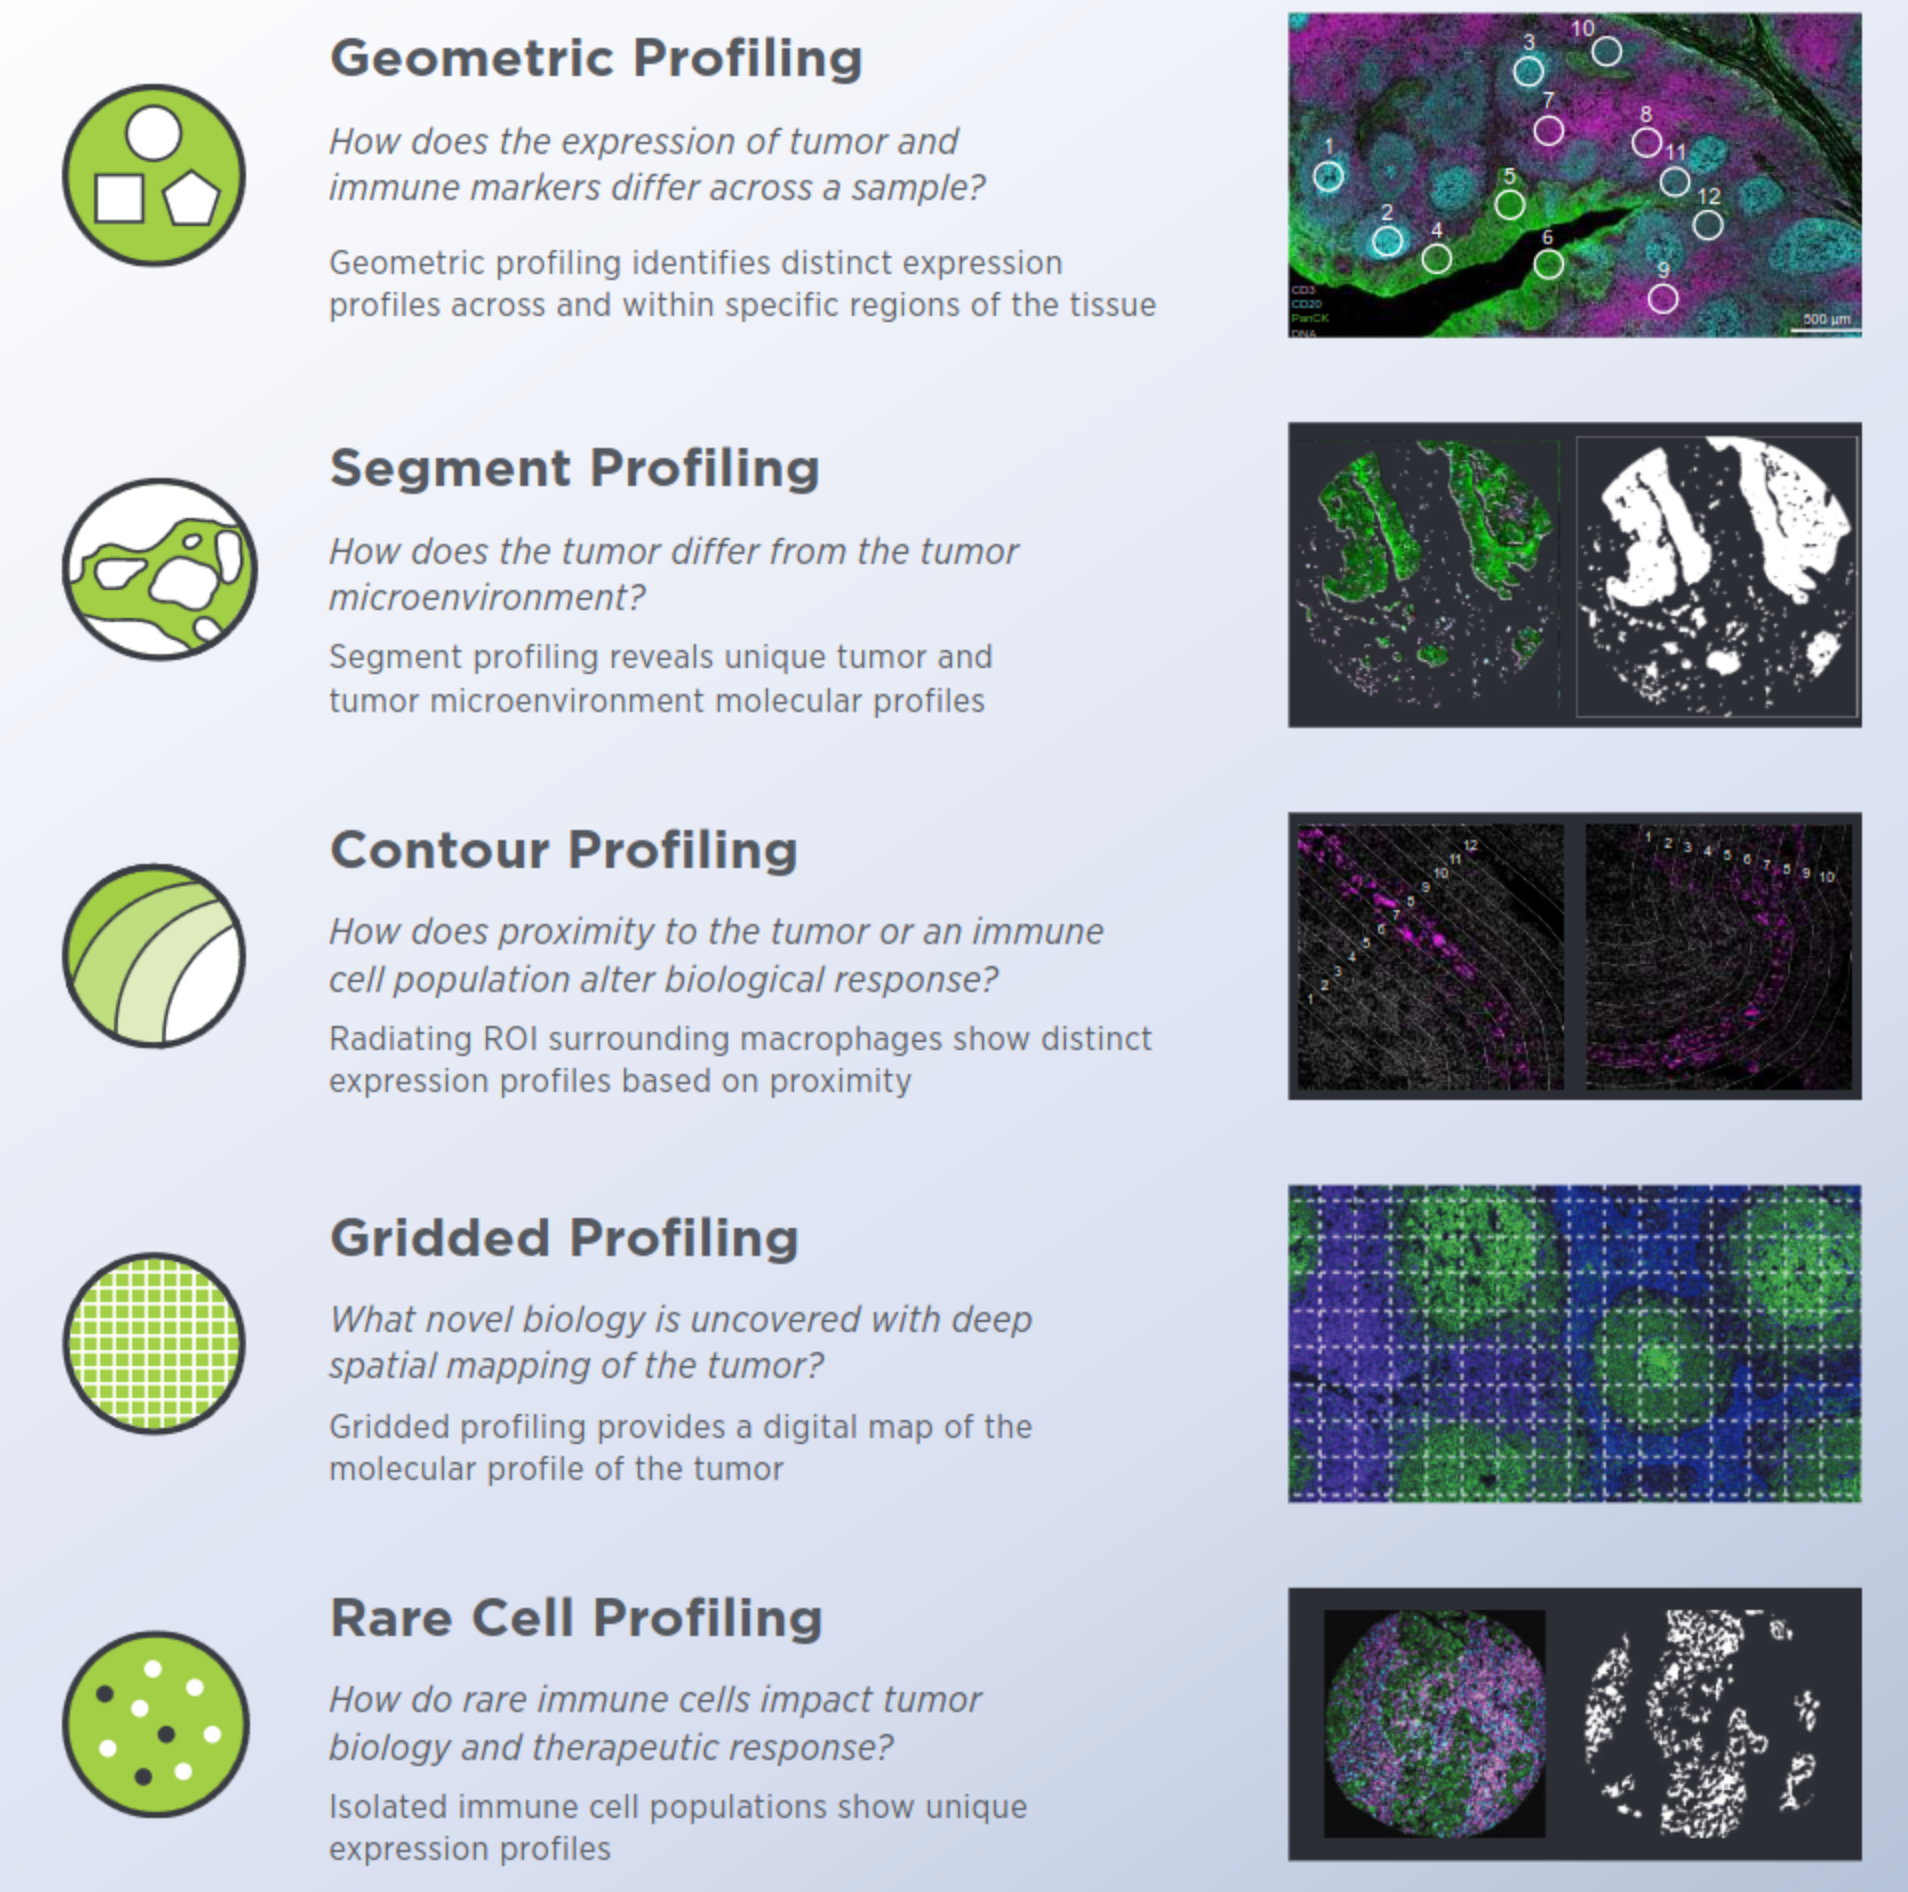 Geometric Profiling
How does the expression of tumor and
immune markers differ across a sample?
Geometric profiling identifies distinct expression
profiles across and within specific regions of the tissue
10
3
7
8
1
11
5
12
2
4
6
9
CD3
CD20
PanCK
DNA
500 µm
Segment Profiling
How does the tumor differ from the tumor
microenvironment?
Segment profiling reveals unique tumor and
tumor microenvironment molecular profiles
Contour Profiling
How does proximity to the tumor or an immune
cell population alter biological response?
Radiating ROI surrounding macrophages show distinct
expression profiles based on proximity
12
11
10
9
8
7
6
5
4
3
2
1
1 2 3 4 5 6 7 8 9 10
Gridded Profiling
What novel biology is uncovered with deep
spatial mapping of the tumor?
Gridded profiling provides a digital map of the
molecular profile of the tumor
Rare Cell Profiling
How do rare immune cells impact tumor
biology and therapeutic response?
Isolated immune cell populations show unique
expression profiles